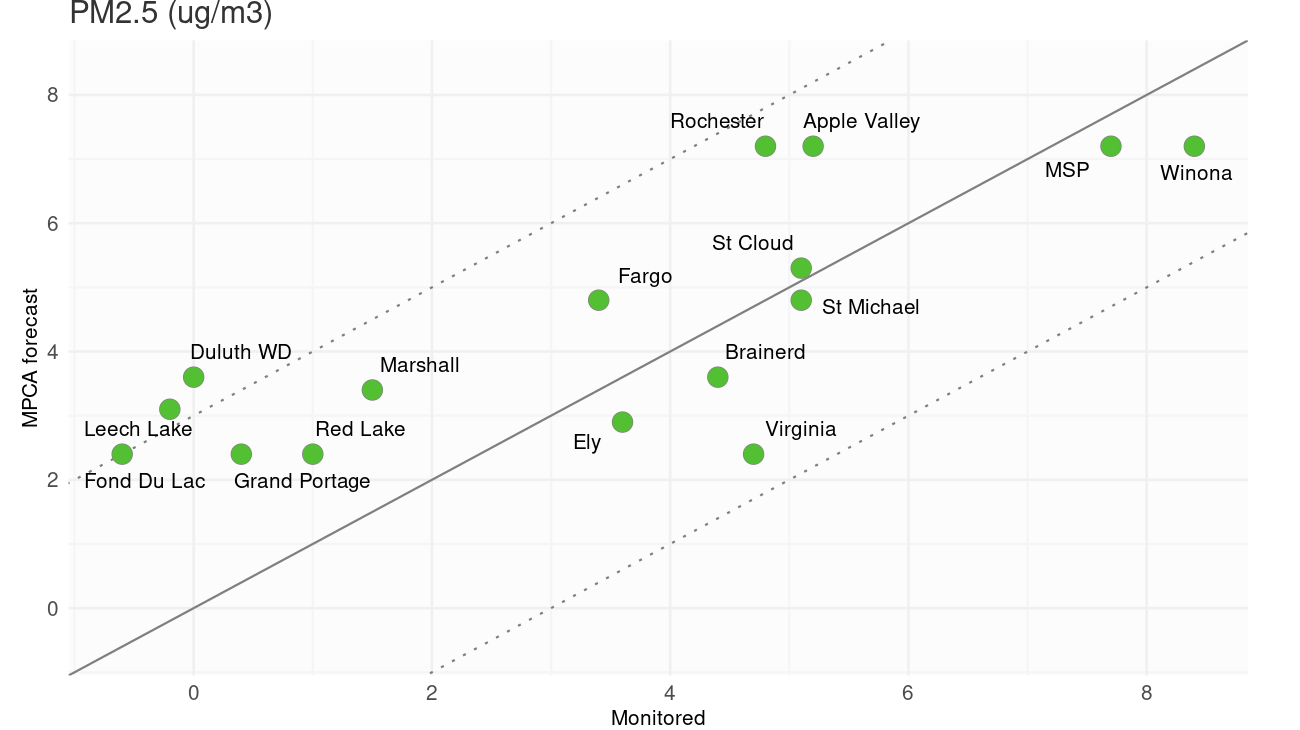 PM2.5 (ug/m3)
8
Rochester
Apple Valley
MSP
Winona
6
St Cloud
Fargo
St Michael
4
Duluth WD
Marshall
Brainerd
Leech Lake
Red Lake
Ely
Virginia
2
Fond Du Lac
Grand Portage
0
MPCA forecast
0
2
4
6
8
Monitored